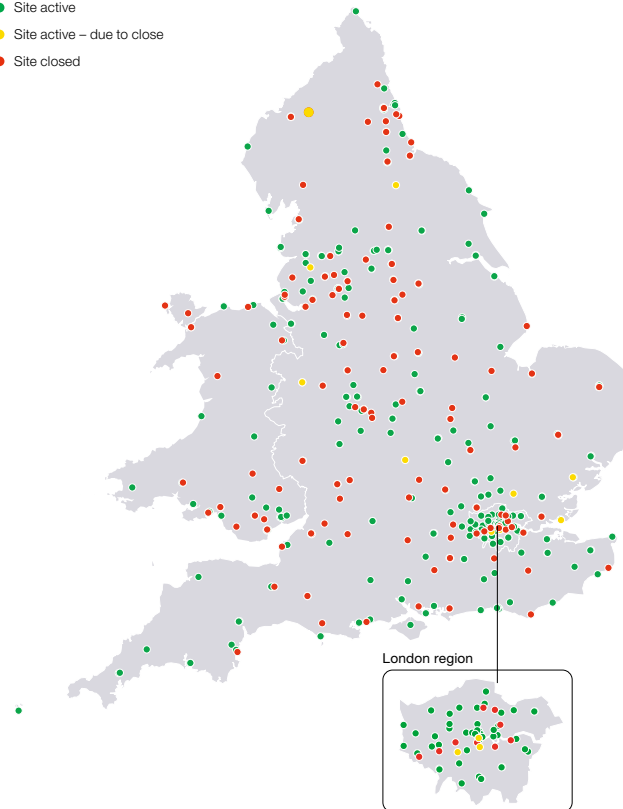 Site active
Site active – due to close
Site closed
London region